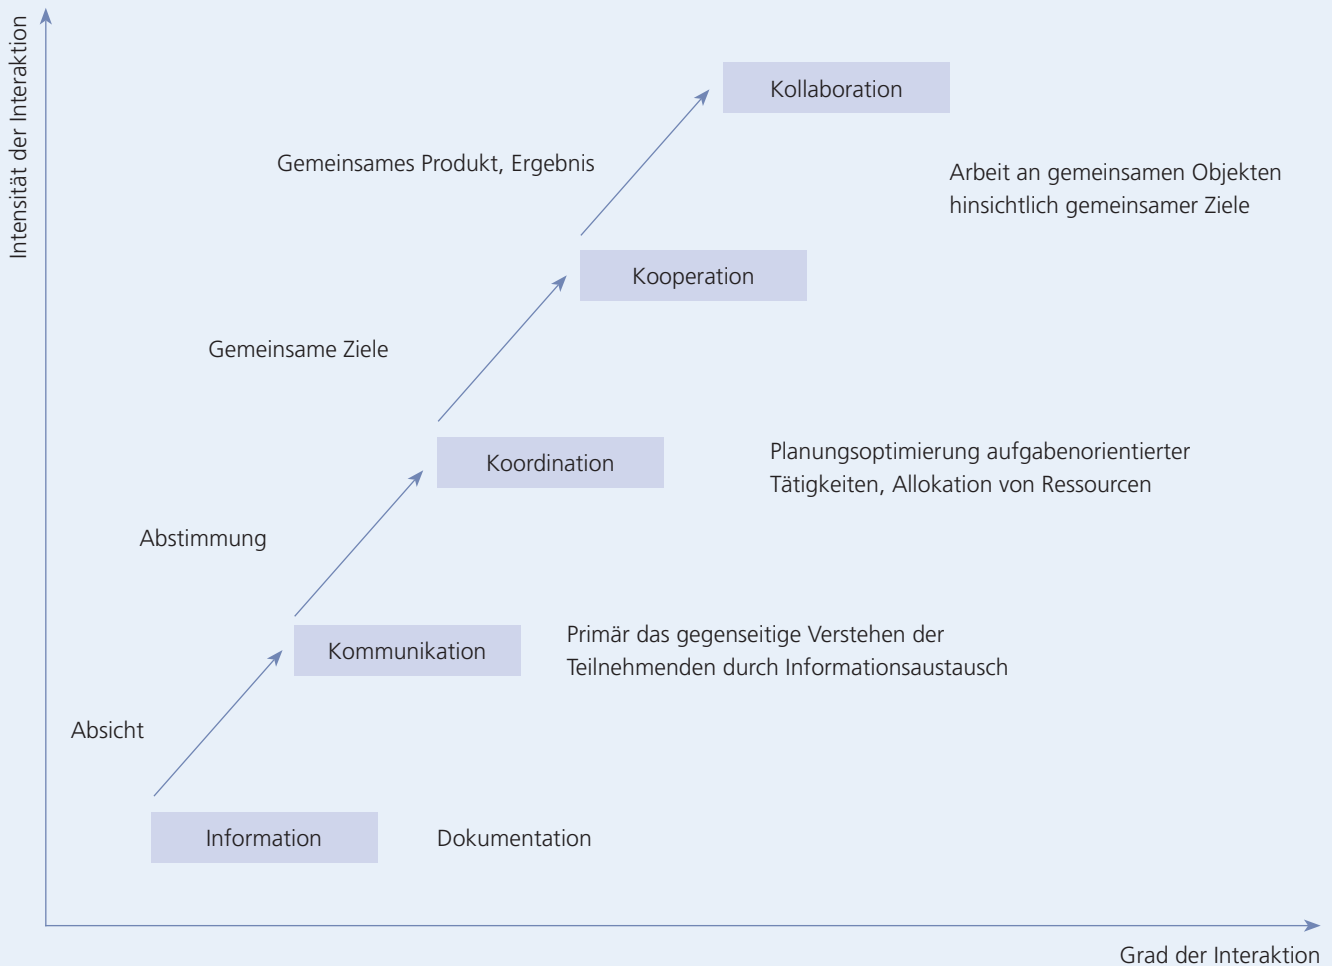 Intensität der Interaktion
Kollaboration
Gemeinsames Produkt, Ergebnis
Arbeit an gemeinsamen Objekten
hinsichtlich gemeinsamer Ziele
Kooperation
Gemeinsame Ziele
Koordination
Planungsoptimierung aufgabenorientierter
Tätigkeiten, Allokation von Ressourcen
Abstimmung
Kommunikation
Primär das gegenseitige Verstehen der
Teilnehmenden durch Informationsaustausch
Absicht
Information
Dokumentation
Grad der Interaktion